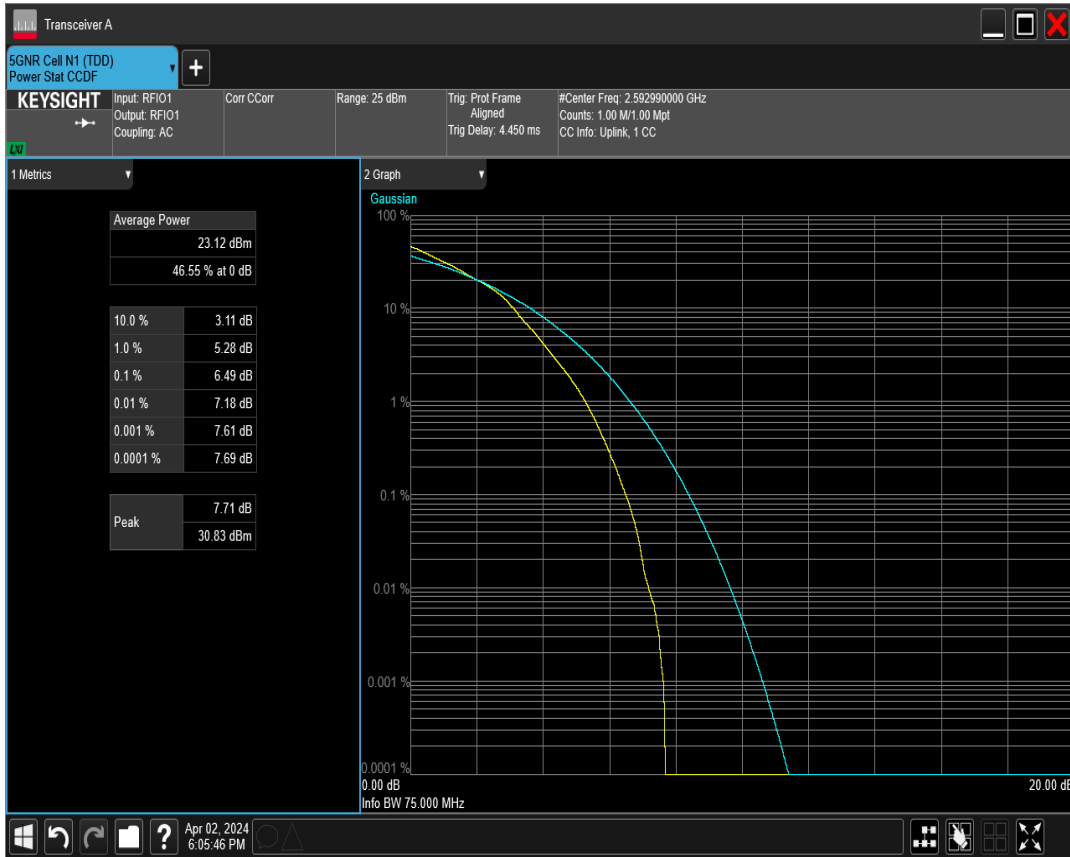 Transceiver A
5GNR Cell N1 (TDD)
Power Stat CCDF
+
KEYSIGHT
LXI
Input: RFIO1
Output: RFIO1
Coupling: AC
Corr CCorr
Range: 25 dBm
Trig: Prot Frame
Aligned
Trig Delay: 4.450 ms
#Center Freq: 2.592990000 GHz
Counts: 1.00 M/1.00 Mpt
CC Info: Uplink, 1 CC
1 Metrics
Average Power
23.12 dBm
46.55 % at 0 dB
10.0 % 3.11 dB
1.0 % 5.28 dB
0.1 % 6.49 dB
0.01 % 7.18 dB
0.001 % 7.61 dB
0.0001 % 7.69 dB
Peak 7.71 dB
30.83 dBm
2 Graph
Gaussian
100 %
10 %
1 %
0.1 %
0.01 %
0.001 %
0.0001 %
0.00 dB 20.00 dB
Info BW 75.000 MHz
?
Apr 02, 2024
6:05:46 PM